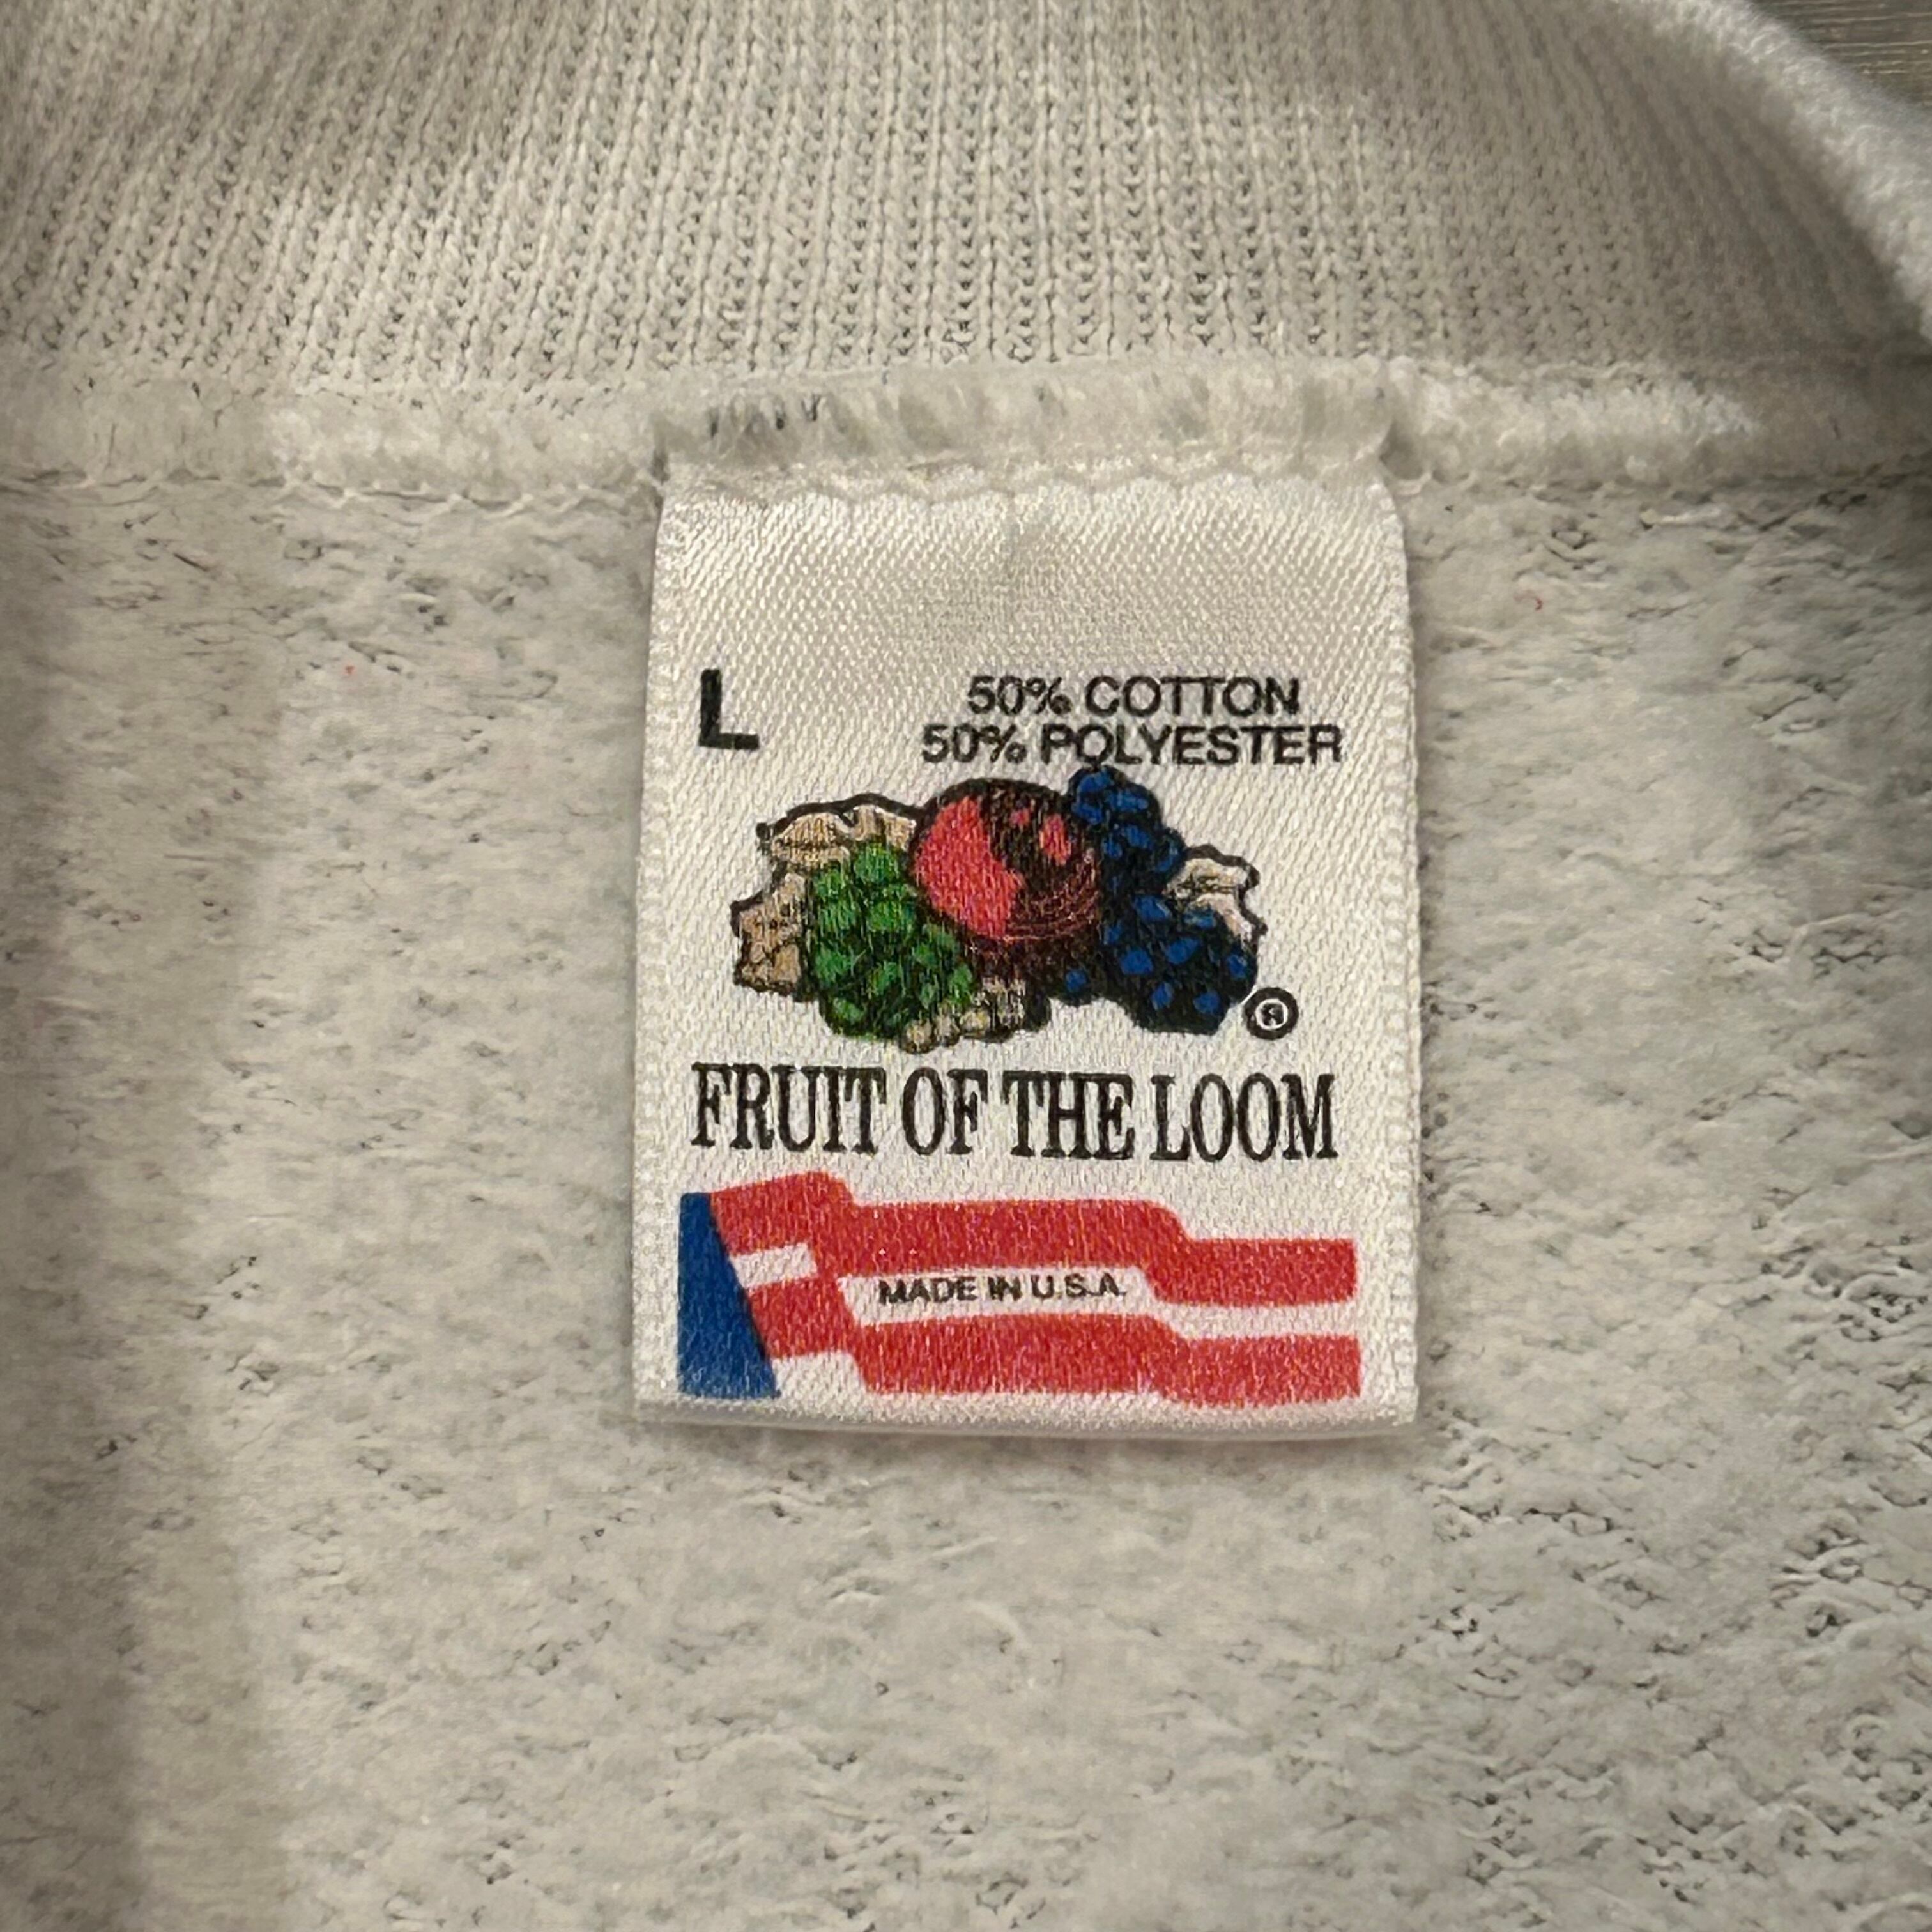 L
50% COTTON
50% POLYESTER
®
FRUIT OF THE LOOM
MADE IN U.S.A.